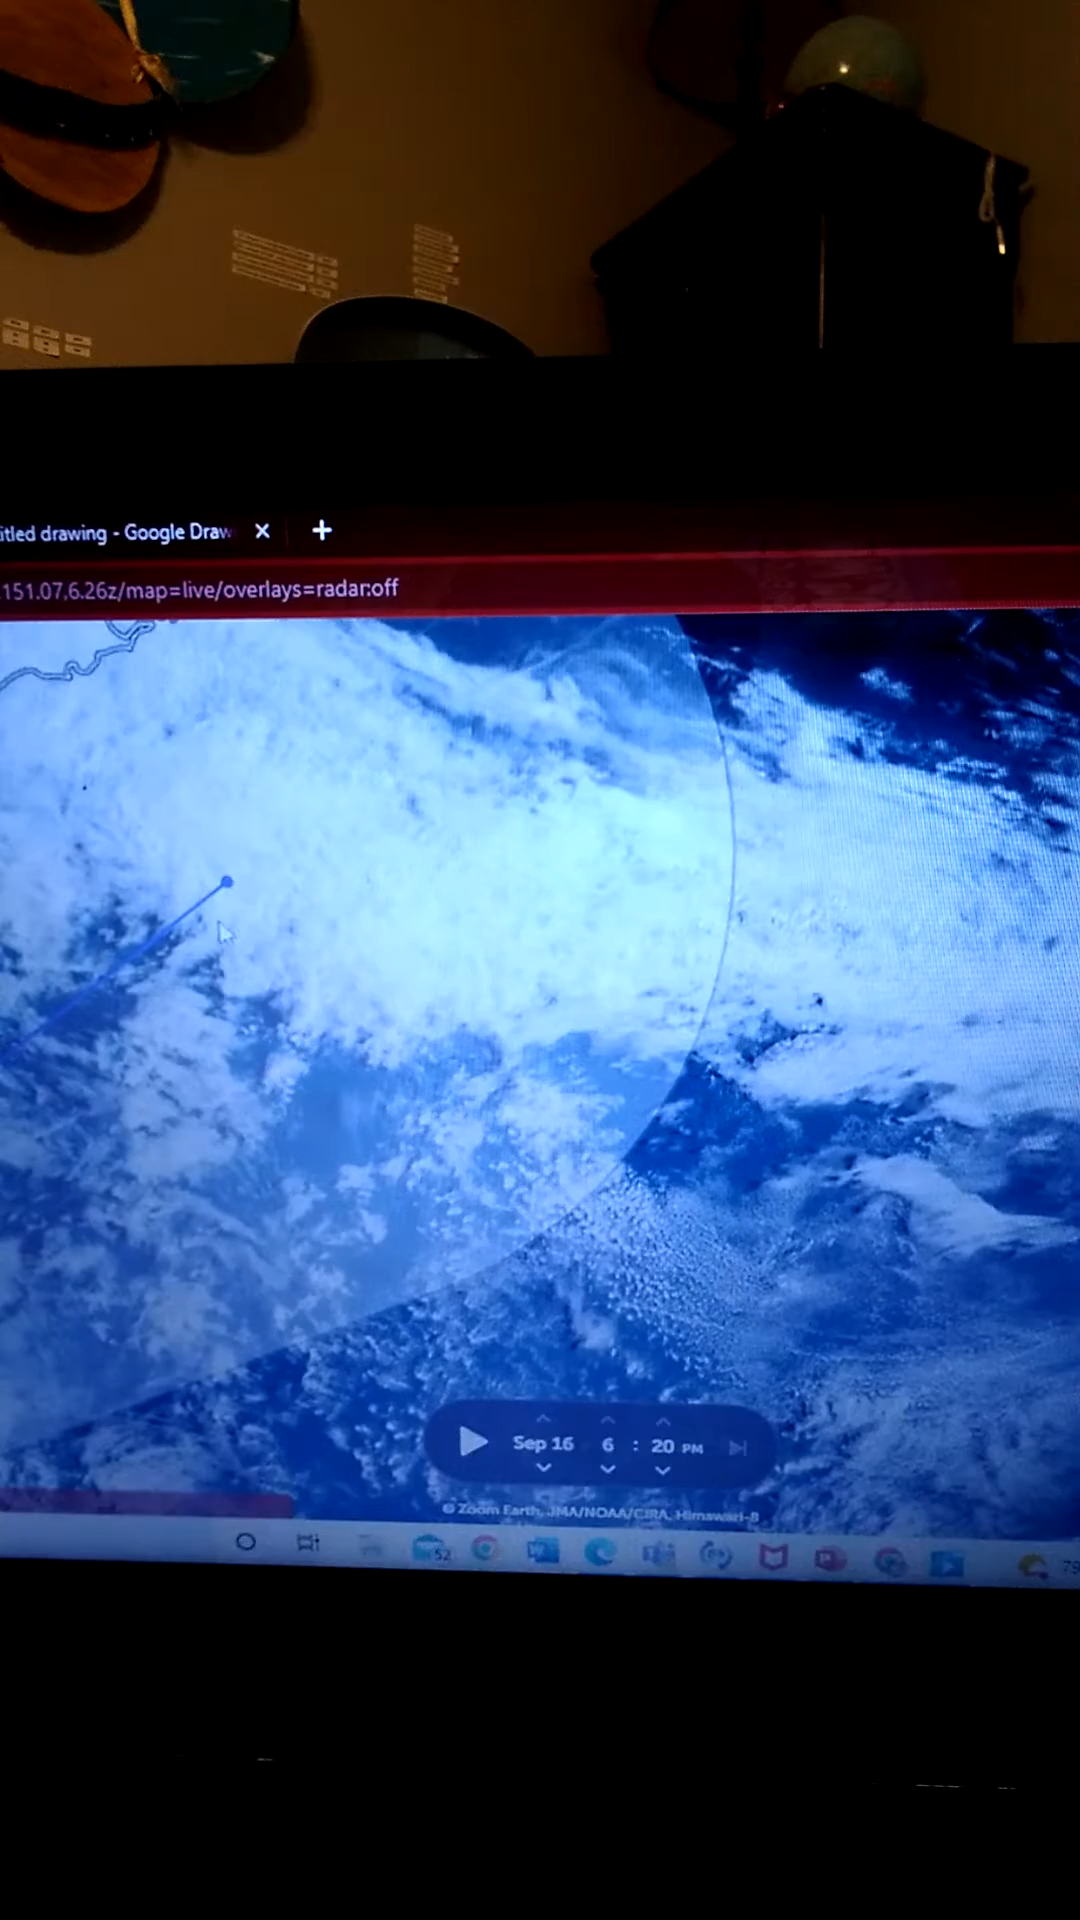 itled drawing - Google Draw
151.07,6.26z/map=live/overlays=radar:off
Sep 16 6 : 20 PM
© Zoom Earth, JMA/NOAA/CIRA, Himawari-8
52